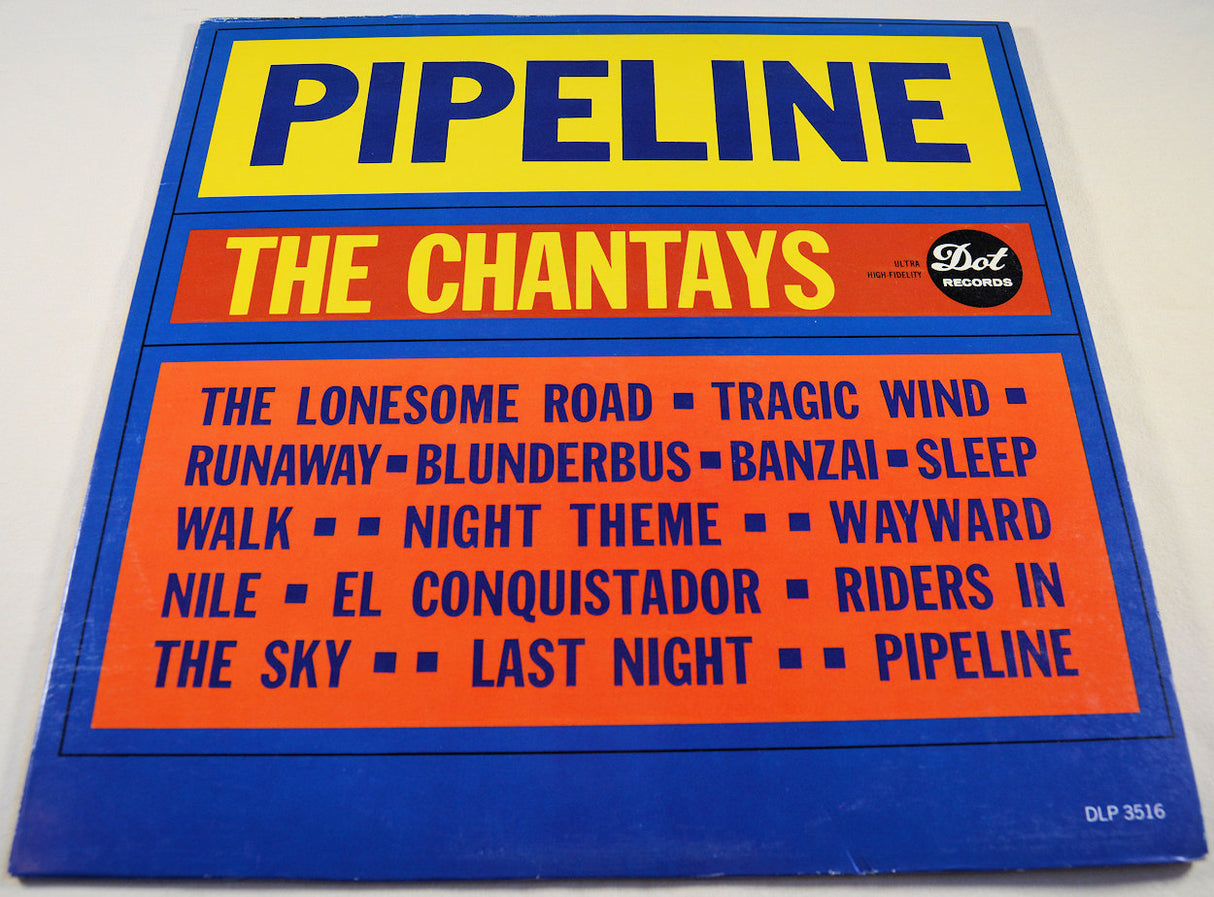 PIPELINE
THE CHANTAYS
ULTRA
HIGH-FIDELITY
Dot
RECORDS
THE LONESOME ROAD ▪ TRAGIC WIND ▪
RUNAWAY ▪ BLUNDERBUS ▪ BANZAI ▪ SLEEP
WALK ▪ ▪ NIGHT THEME ▪ ▪ WAYWARD
NILE ▪ EL CONQUISTADOR ▪ RIDERS IN
THE SKY ▪ ▪ LAST NIGHT ▪ ▪ PIPELINE
DLP 3516